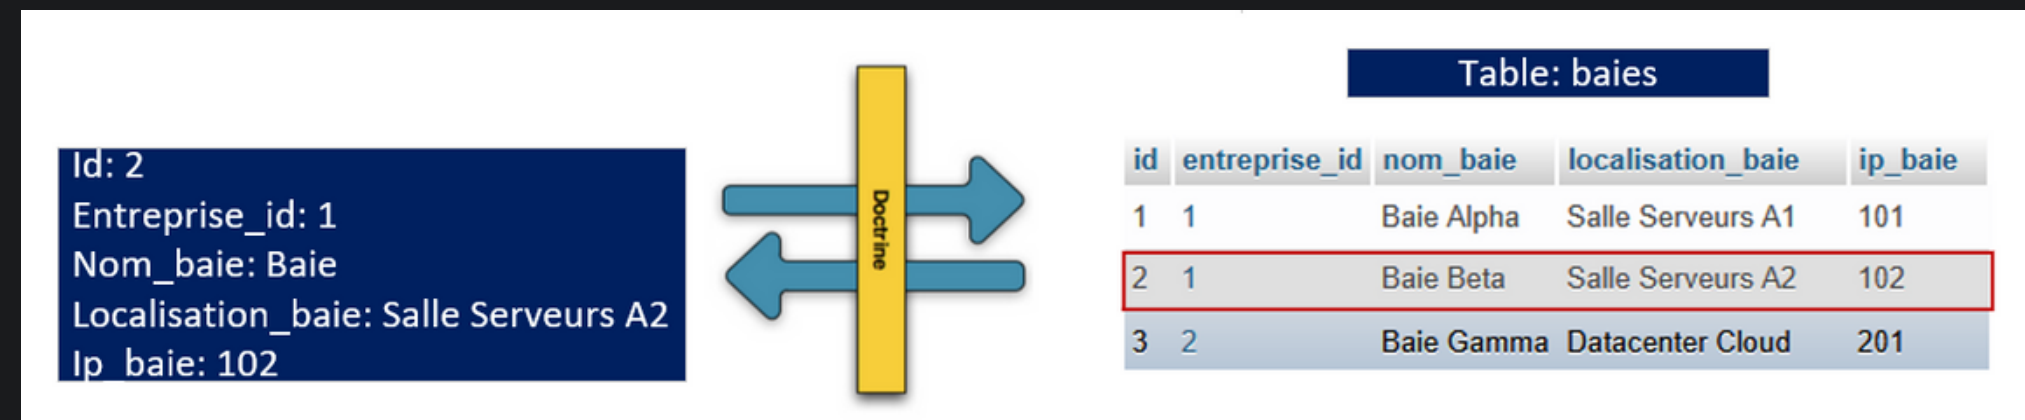 Table: baies
Id: 2
Entreprise_id: 1
Nom_baie: Baie
Localisation_baie: Salle Serveurs A2
Ip_baie: 102
Doctrine
id entreprise_id nom_baie localisation_baie ip_baie
1 1 Baie Alpha Salle Serveurs A1 101
2 1 Baie Beta Salle Serveurs A2 102
3 2 Baie Gamma Datacenter Cloud 201